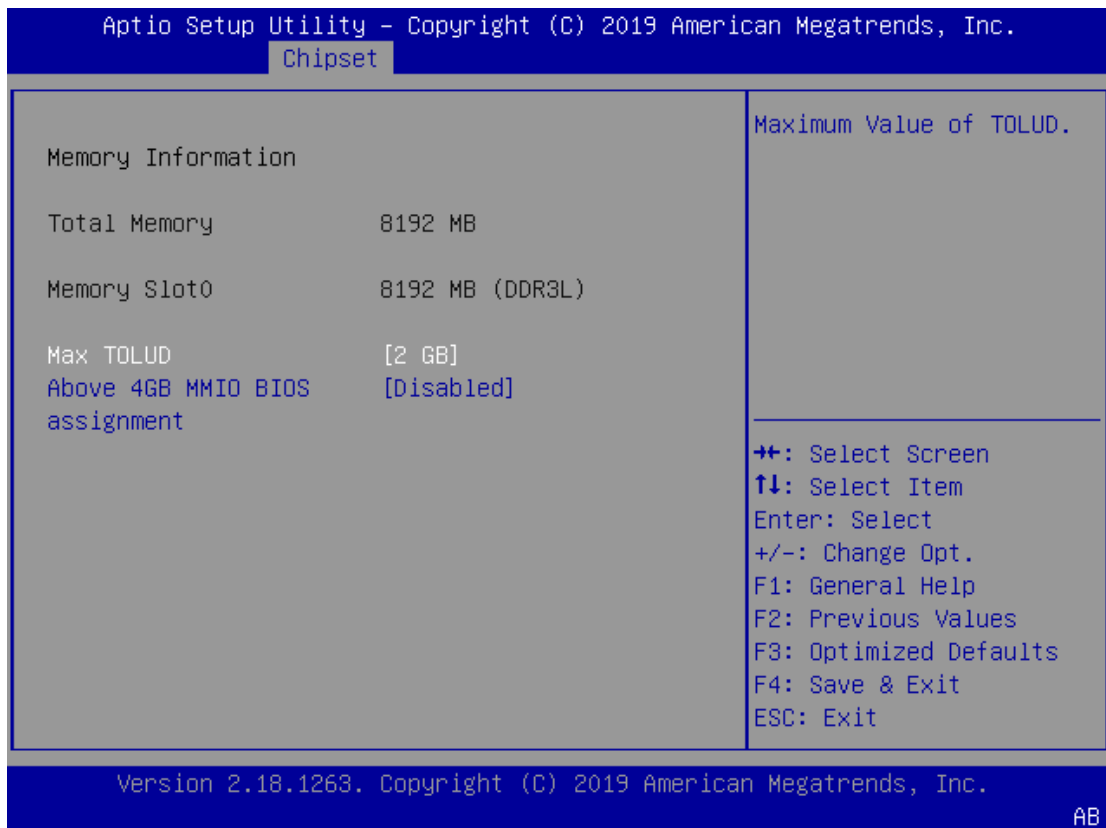 Aptio Setup Utility – Copyright (C) 2019 American Megatrends, Inc.
Chipset
Memory Information
Total Memory 8192 MB
Memory Slot0 8192 MB (DDR3L)
Max TOLUD [2 GB]
Above 4GB MMIO BIOS [Disabled]
assignment
Maximum Value of TOLUD.
→←: Select Screen
↑↓: Select Item
Enter: Select
+/-: Change Opt.
F1: General Help
F2: Previous Values
F3: Optimized Defaults
F4: Save & Exit
ESC: Exit
Version 2.18.1263. Copyright (C) 2019 American Megatrends, Inc.
AB